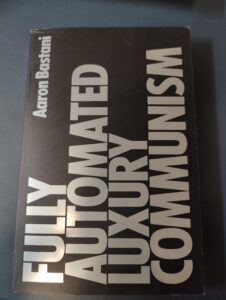 Aaron Bastani
FULLY
AUTOMATED
LUXURY
COMMUNISM